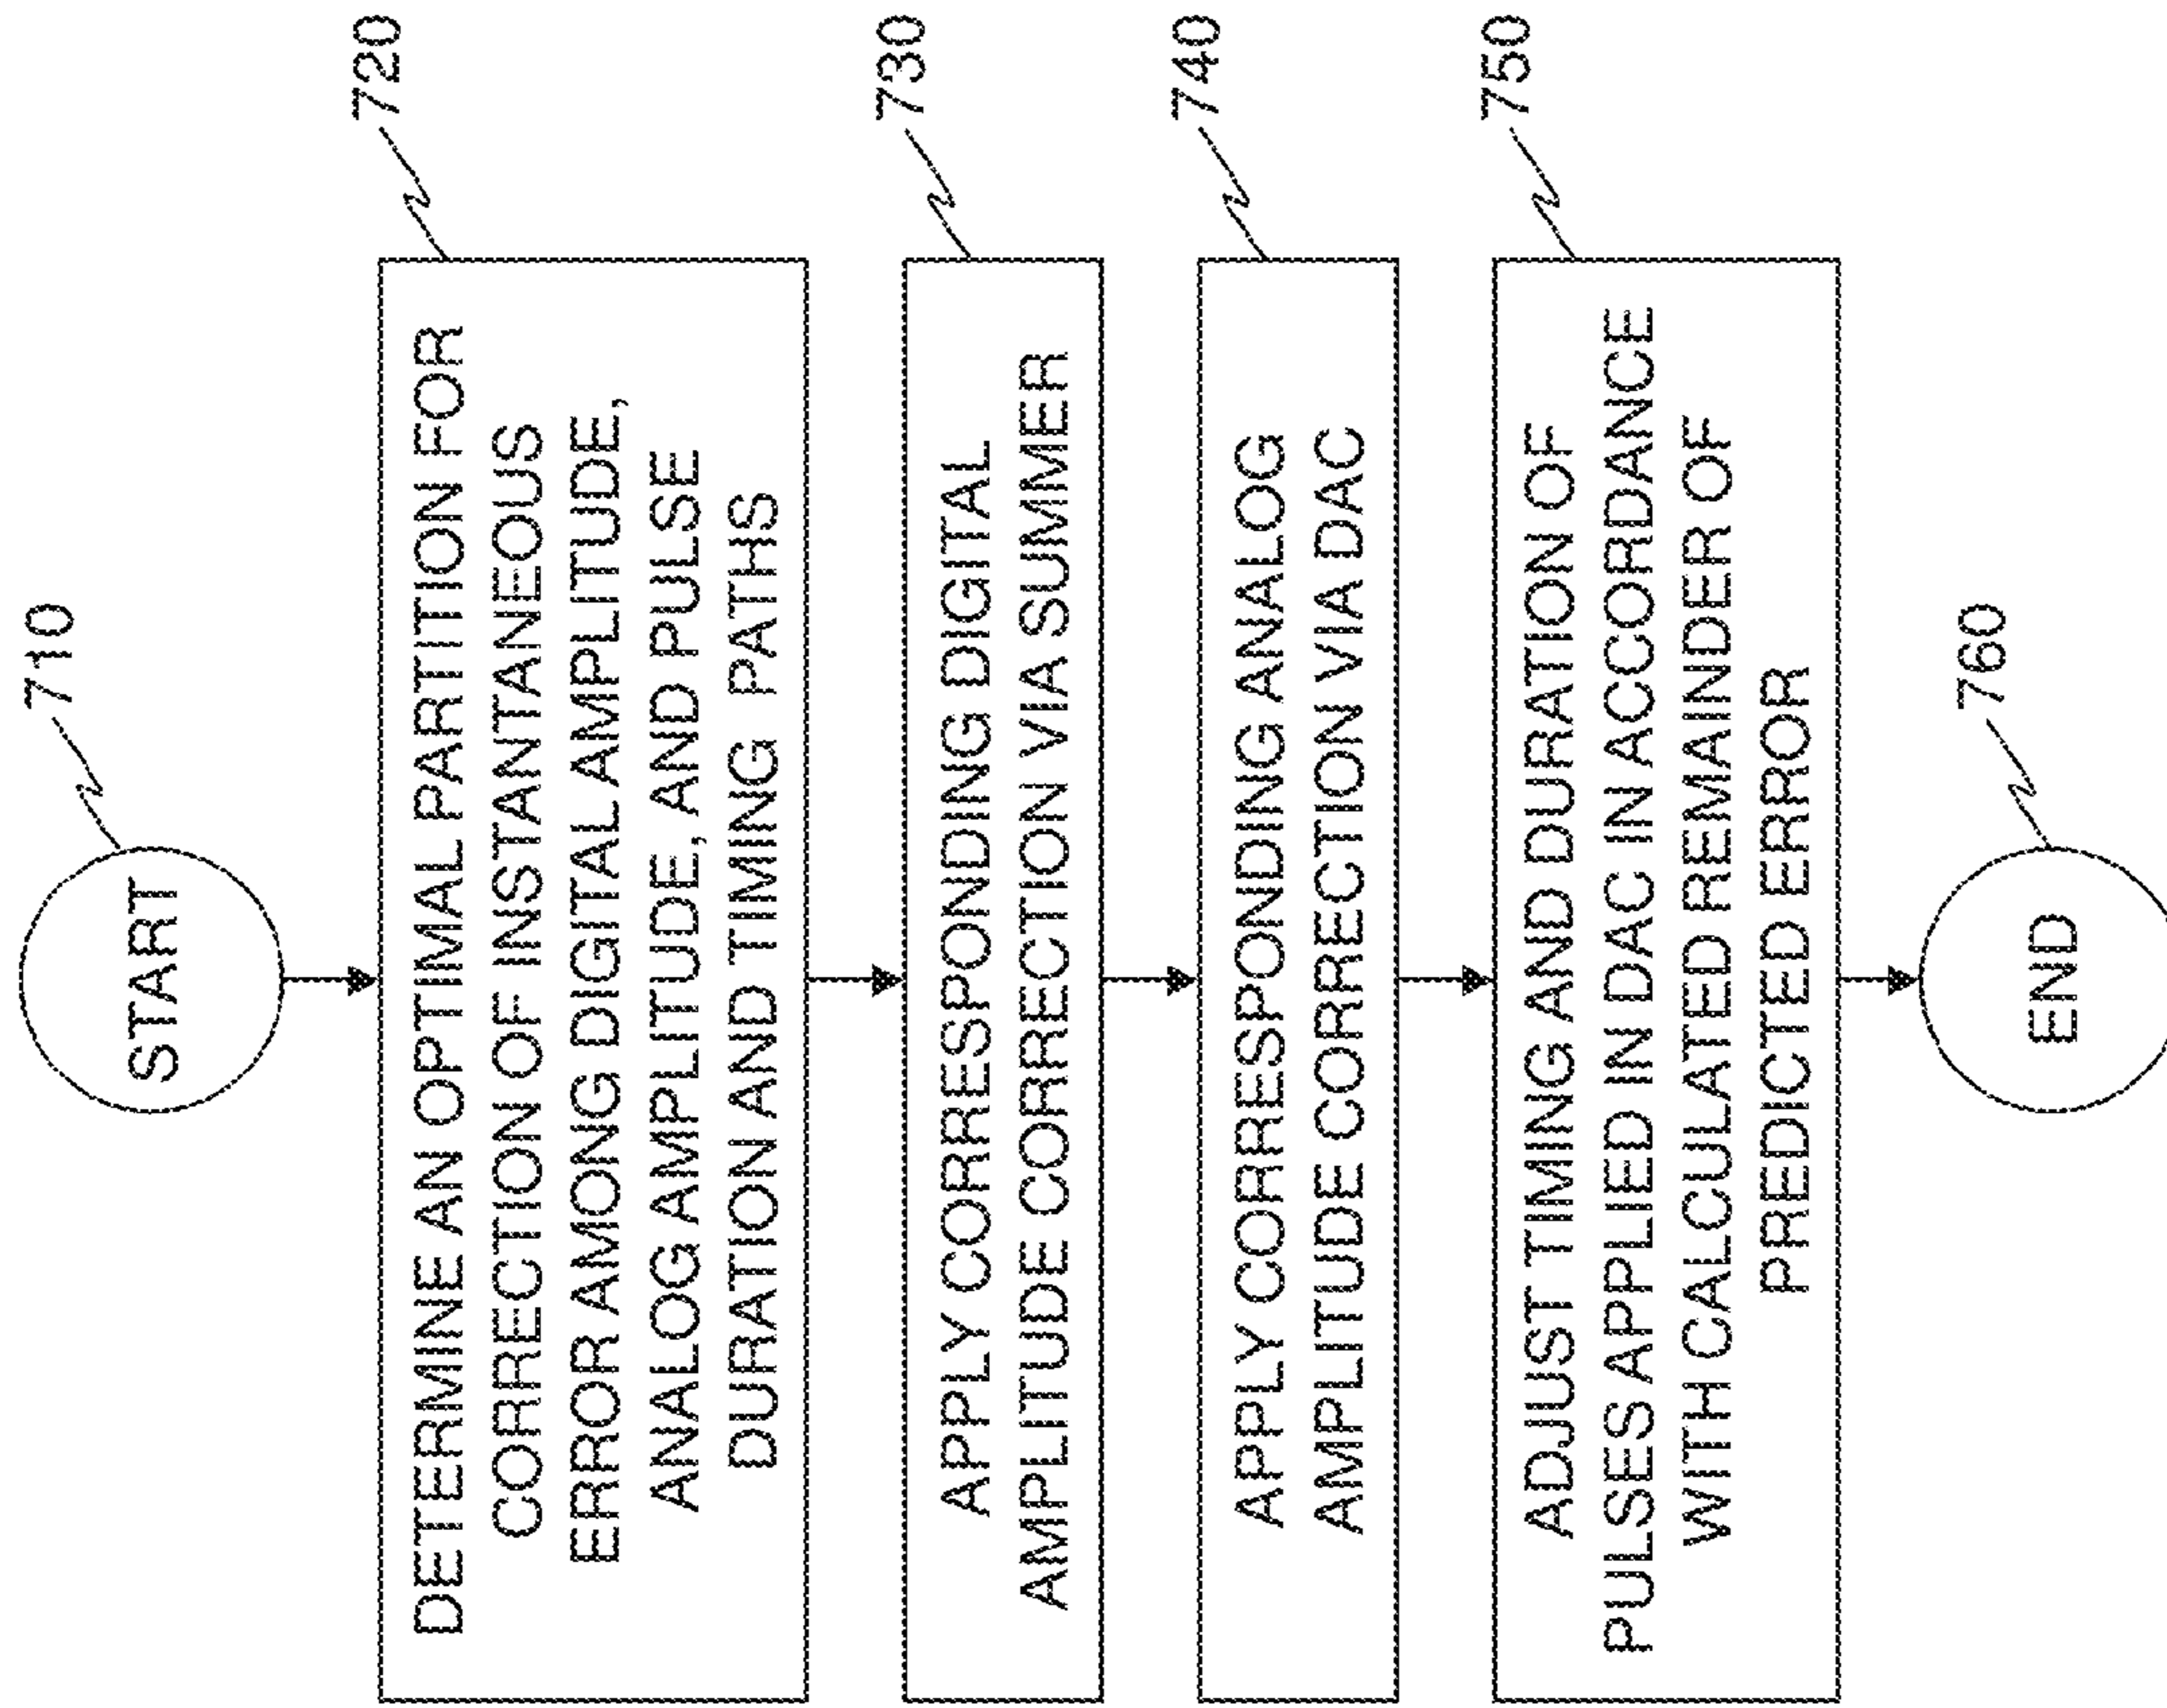 710
START
720
DETERMINE AN OPTIMAL PARTITION FOR
CORRECTION OF INSTANTANEOUS
ERROR AMONG DIGITAL AMPLITUDE,
ANALOG AMPLITUDE, AND PULSE
DURATION AND TIMING PATHS
730
APPLY CORRESPONDING DIGITAL
AMPLITUDE CORRECTION VIA SUMMER
740
APPLY CORRESPONDING ANALOG
AMPLITUDE CORRECTION VIA DAC
750
ADJUST TIMING AND DURATION OF
PULSES APPLIED IN DAC IN ACCORDANCE
WITH CALCULATED REMAINDER OF
PREDICTED ERROR
760
END